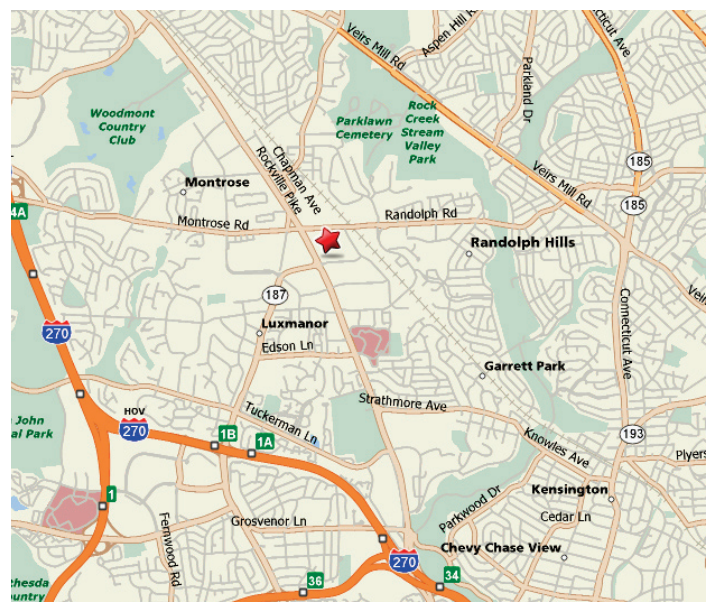 Veirs Mill Rd
Aspen Hill R
cticut Ave
Parkland Dr
Woodmont
Country
Club
Parklawn
Cemetery
Rock
Creek
Stream
Valley
Park
Chapman Ave
Rockville Pike
185
Veirs Mill Rd
Montrose
185
4A
Montrose Rd
Randolph Rd
Randolph Hills
187
Connecticut Ave
Veir
270
Luxmanor
Edson Ln
Garrett Park
Tuckerman Ln
Strathmore Ave
John
al Park
HOV
270
1B
1A
Knowles Ave
193
Plyers
1
Parkwood Dr
Kensington
Fernwood Rd
Grosvenor Ln
Cedar Ln
Chevy Chase View
270
thesda
ountry
36
34